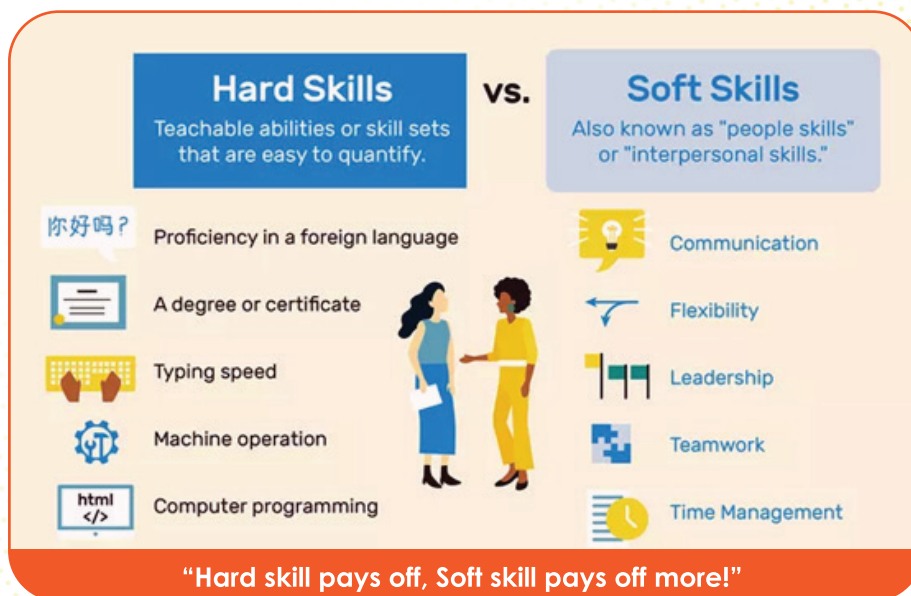 Hard Skills
Teachable abilities or skill sets
that are easy to quantify.
vs.
Soft Skills
Also known as "people skills"
or "interpersonal skills."
你好吗?
Proficiency in a foreign language
A degree or certificate
Typing speed
Machine operation
html
</>
Computer programming
Communication
Flexibility
Leadership
Teamwork
Time Management
“Hard skill pays off, Soft skill pays off more!”